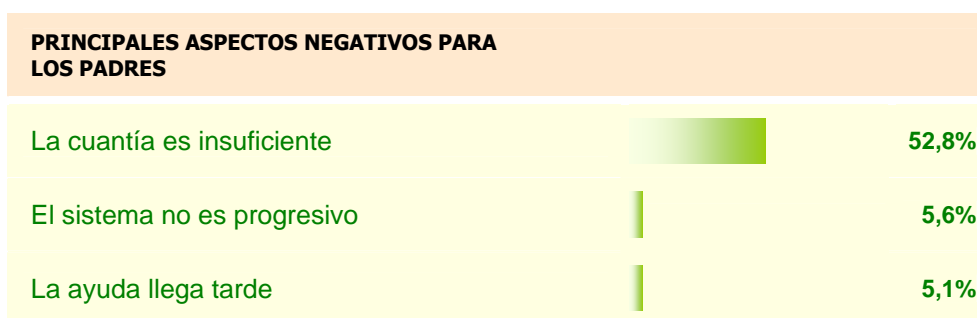 PRINCIPALES ASPECTOS NEGATIVOS PARA
LOS PADRES
La cuantía es insuficiente 52,8%
El sistema no es progresivo 5,6%
La ayuda llega tarde 5,1%